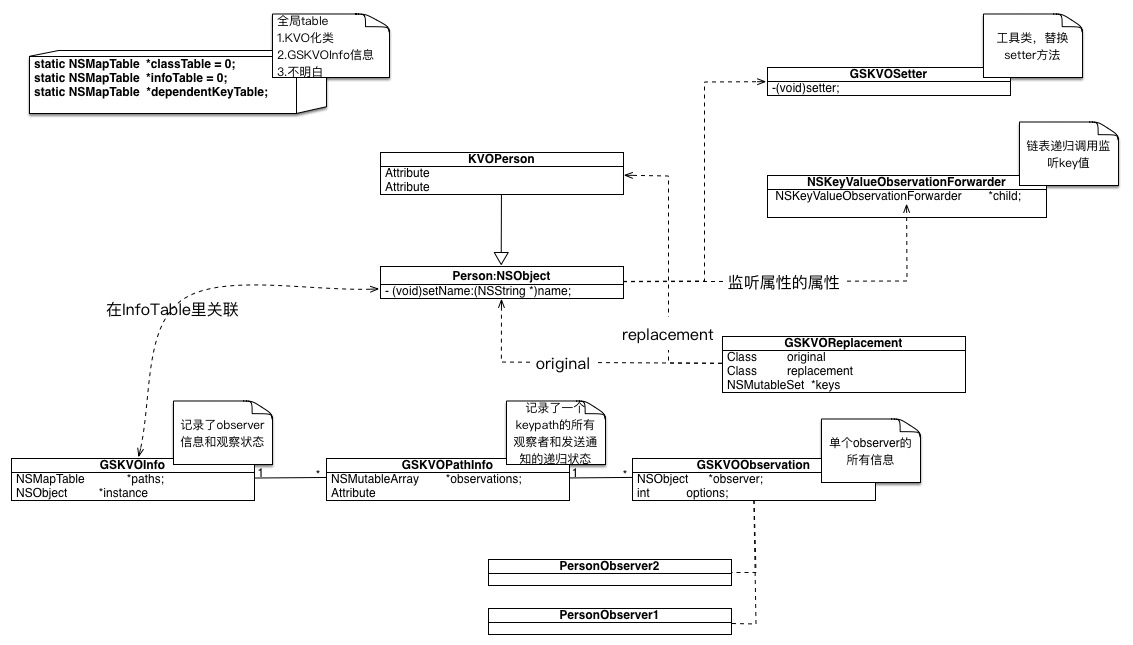 全局table
1.KVO化类
2.GSKVOInfo信息
3.不明白
static NSMapTable *classTable = 0;
static NSMapTable *infoTable = 0;
static NSMapTable *dependentKeyTable;
工具类，替换
setter方法
GSKVOSetter
-(void)setter;
链表递归调用监
听key值
NSKeyValueObservationForwarder
NSKeyValueObservationForwarder *child;
KVOPerson
Attribute
Attribute
Person:NSObject
- (void)setName:(NSString *)name;
监听属性的属性
在InfoTable里关联
replacement
original
GSKVOReplacement
Class original
Class replacement
NSMutableSet *keys
记录了observer
信息和观察状态
GSKVOInfo
NSMapTable *paths;
NSObject *instance
1
*
记录了一个
keypath的所有
观察者和发送通
知的递归状态
GSKVOPathInfo
NSMutableArray *observations;
Attribute
1
*
单个observer的
所有信息
GSKVOObservation
NSObject *observer;
int options;
PersonObserver2
PersonObserver1